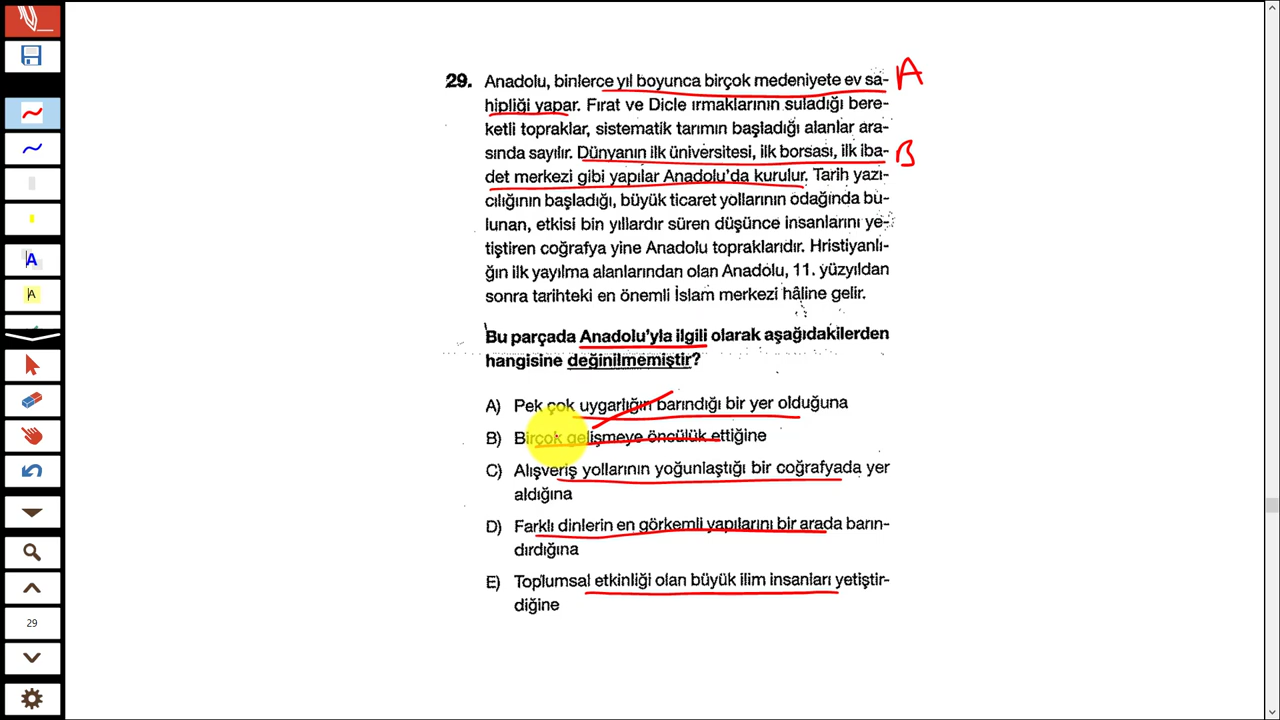 29. Anadolu, binlerce yıl boyunca birçok medeniyete ev sa- A
hipliği yapar. Fırat ve Dicle ırmaklarının suladığı bere-
ketli topraklar, sistematik tarımın başladığı alanlar ara-
sında sayılır. Dünyanın ilk üniversitesi, ilk borsası, ilk iba- B
det merkezi gibi yapılar Anadolu'da kurulur. Tarih yazı-
cılığının başladığı, büyük ticaret yollarının odağında bu-
lunan, etkisi bin yıllardır süren düşünce insanlarını ye-
tiştiren coğrafya yine Anadolu topraklarıdır. Hristiyanlı-
ğın ilk yayılma alanlarından olan Anadolu, 11. yüzyıldan
sonra tarihteki en önemli İslam merkezi hâline gelir.
Bu parçada Anadolu'yla ilgili olarak aşağıdakilerden
hangisine değinilmemiştir?
A) Pek çok uygarlığın barındığı bir yer olduğuna
B) Birçok gelişmeye öncülük ettiğine
C) Alışveriş yollarının yoğunlaştığı bir coğrafyada yer
aldığına
D) Farklı dinlerin en görkemli yapılarını bir arada barın-
dırdığına
E) Toplumsal etkinliği olan büyük ilim insanları yetiştir-
diğine
A
A
29